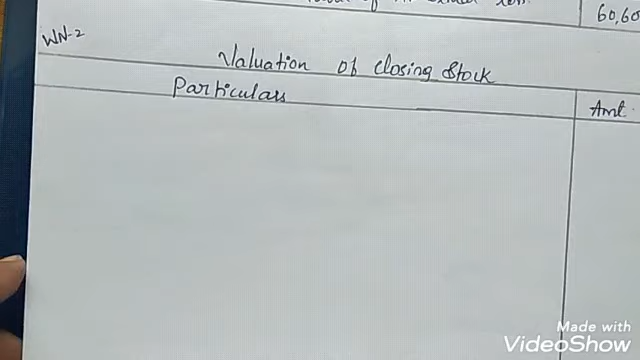 60,60
WN-2
Valuation Of Closing Stock
Particulars
Amt.
Made with
VideoShow